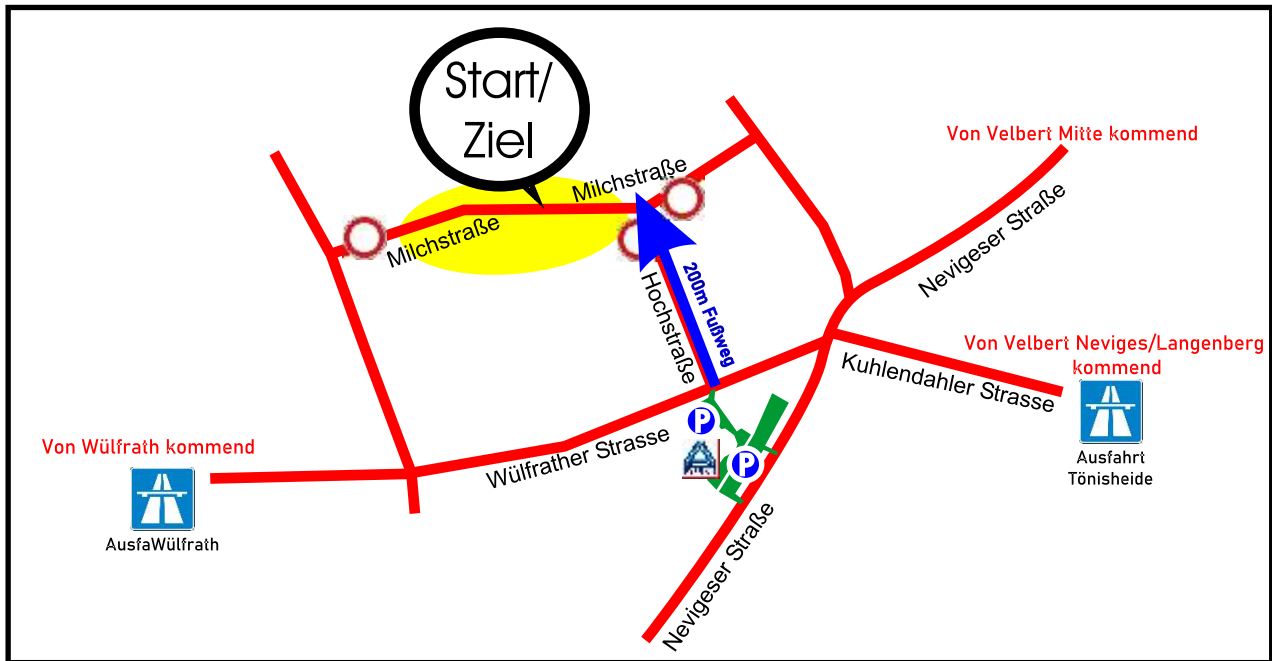 Start/
Ziel
Von Velbert Mitte kommend
Milchstraße
Milchstraße
Nevigeser Straße
Hochstraße
200m Fußweg
Von Velbert Neviges/Langenberg
kommend
Kuhlendahler Strasse
Von Wülfrath kommend
Wülfrather Strasse
P
P
Ausfahrt
Tönisheide
AusfaWülfrath
Nevigeser Straße